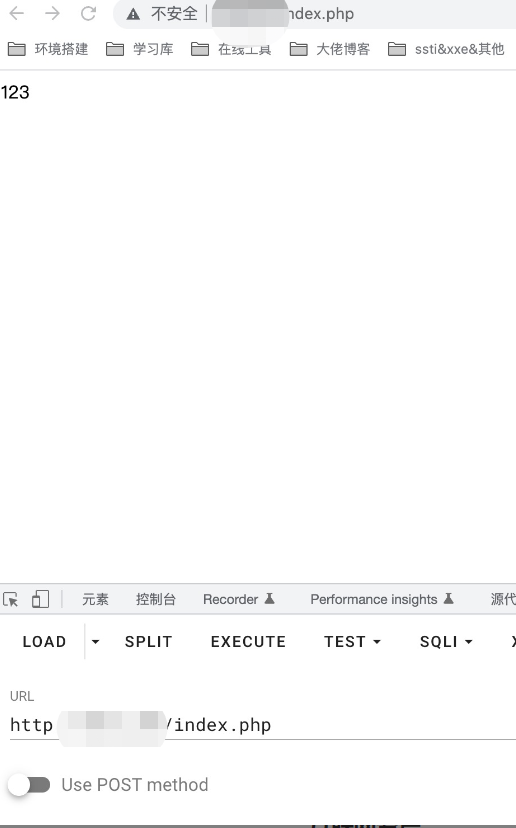 不安全 ndex.php
环境搭建 学习库 在线工具 大佬博客 ssti&xxe&其他
123
元素 控制台 Recorder Performance insights 源代
LOAD SPLIT EXECUTE TEST SQLI
URL
http /index.php
Use POST method